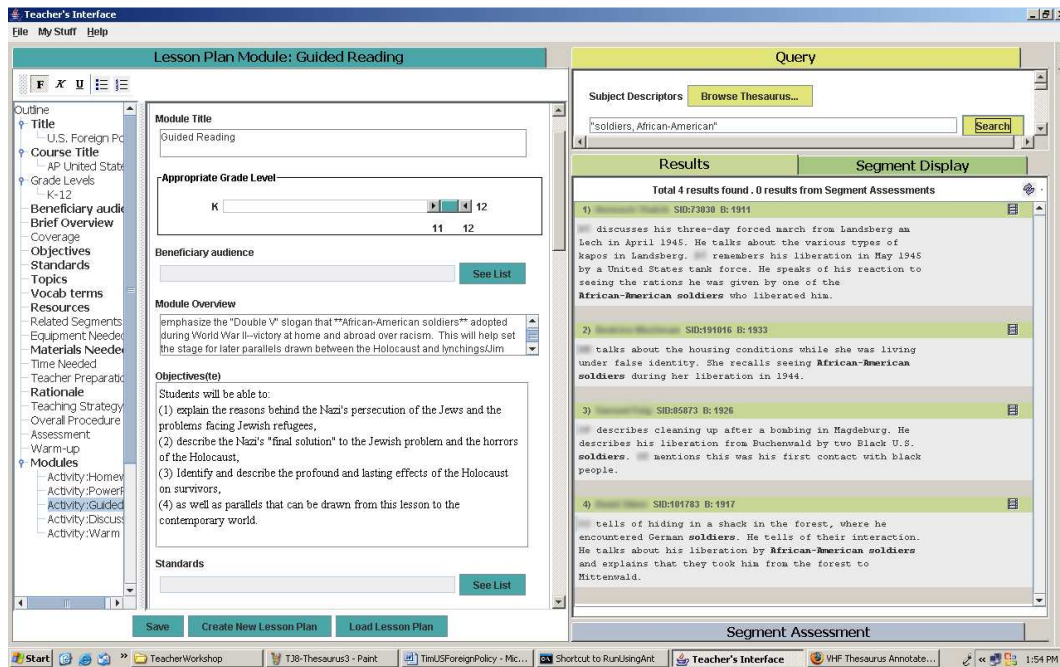 Teacher's Interface
File My Stuff Help
Lesson Plan Module: Guided Reading
F K U
Outline
Title
U.S. Foreign Po
Course Title
AP United State
Grade Levels
K-12
Beneficiary audie
Brief Overview
Coverage
Objectives
Standards
Topics
Vocab terms
Resources
Related Segments
Equipment Needed
Materials Needed
Time Needed
Teacher Preparatio
Rationale
Teaching Strategy
Overall Procedure
Assessment
Warm-up
Modules
Activity:Homew
Activity:PowerP
Activity:Guided
Activity:Discuss
Activity:Warm
Module Title
Guided Reading
Appropriate Grade Level
K 12
11 12
Beneficiary audience
See List
Module Overview
emphasize the "Double V" slogan that **African-American soldiers** adopted
during World War II--victory at home and abroad over racism. This will help set
the stage for later parallels drawn between the Holocaust and lynchings/Jim
Objectives(te)
Students will be able to:
(1) explain the reasons behind the Nazi's persecution of the Jews and the
problems facing Jewish refugees,
(2) describe the Nazi's "final solution" to the Jewish problem and the horrors
of the Holocaust,
(3) Identify and describe the profound and lasting effects of the Holocaust
on survivors,
(4) as well as parallels that can be drawn from this lesson to the
contemporary world.
Standards
See List
Save Create New Lesson Plan Load Lesson Plan
Query
Subject Descriptors Browse Thesaurus...
"soldiers, African-American" Search
Results Segment Display
Total 4 results found . 0 results from Segment Assessments
1) SID:73030 B: 1911
discusses his three-day forced march from Landsberg am
Lech in April 1945. He talks about the various types of
kapos in Landsberg. remembers his liberation in May 1945
by a United States tank force. He speaks of his reaction to
seeing the rations he was given by one of the
African-American soldiers who liberated him.
2) SID:191016 B: 1933
talks about the housing conditions while she was living
under false identity. She recalls seeing African-American
soldiers during her liberation in 1944.
3) SID:85873 B: 1926
describes cleaning up after a bombing in Magdeburg. He
describes his liberation from Buchenwald by two Black U.S.
soldiers. mentions this was his first contact with black
people.
4) SID:101783 B: 1917
tells of hiding in a shack in the forest, where he
encountered German soldiers. He tells of their interaction.
He talks about his liberation by African-American soldiers
and explains that they took him from the forest to
Mittenwald.
Segment Assessment
Start TeacherWorkshop TJ8-Thesaurus3 - Paint TimUSForeignPolicy - Mic... Shortcut to RunUsingAnt Teacher's Interface VHF Thesaurus Annotate... 1:54 PM